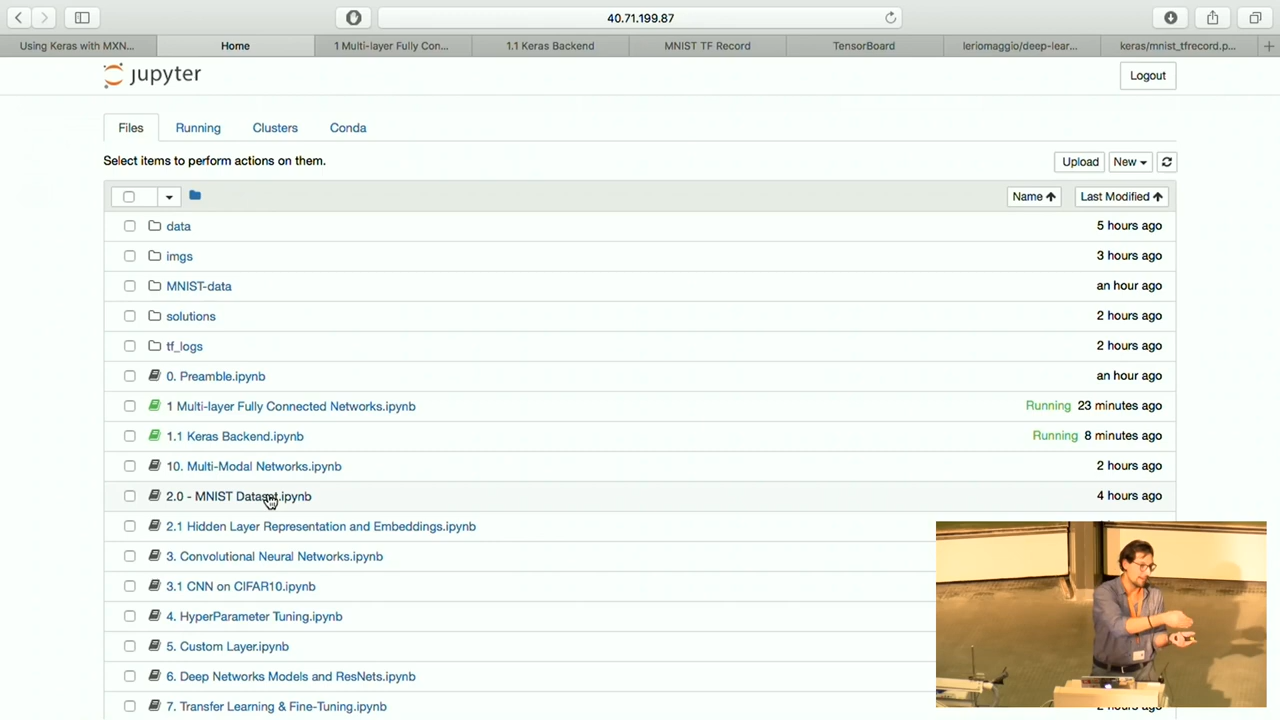 40.71.199.87
Using Keras with MXN...
Home
1 Multi-layer Fully Con...
1.1 Keras Backend
MNIST TF Record
TensorBoard
leriomaggio/deep-lear...
keras/mnist_tfrecord.p...
jupyter
Logout
Files Running Clusters Conda
Select items to perform actions on them.
Upload New
Name Last Modified
data 5 hours ago
imgs 3 hours ago
MNIST-data an hour ago
solutions 2 hours ago
tf_logs 2 hours ago
0. Preamble.ipynb an hour ago
1 Multi-layer Fully Connected Networks.ipynb Running 23 minutes ago
1.1 Keras Backend.ipynb Running 8 minutes ago
10. Multi-Modal Networks.ipynb 2 hours ago
2.0 - MNIST Dataset.ipynb 4 hours ago
2.1 Hidden Layer Representation and Embeddings.ipynb
3. Convolutional Neural Networks.ipynb
3.1 CNN on CIFAR10.ipynb
4. HyperParameter Tuning.ipynb
5. Custom Layer.ipynb
6. Deep Networks Models and ResNets.ipynb
7. Transfer Learning & Fine-Tuning.ipynb 2 hours ago